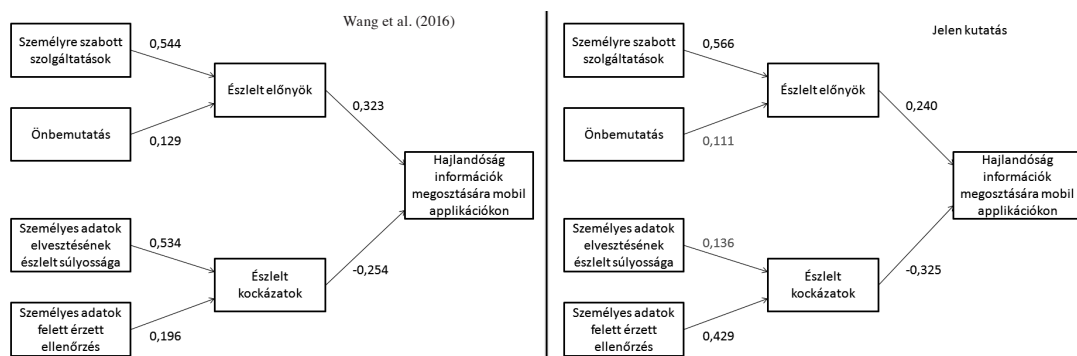 Wang et al. (2016)
Személyre szabott
szolgáltatások
0,544
Észlelt előnyök
Önbemutatás
0,129
0,323
Hajlandóság
információk
megosztására mobil
applikációkon
Személyes adatok
elvesztésének
észlelt súlyossága
0,534
Észlelt
kockázatok
-0,254
Személyes adatok
felett érzett
ellenőrzés
0,196
Jelen kutatás
Személyre szabott
szolgáltatások
0,566
Észlelt előnyök
Önbemutatás
0,111
0,240
Hajlandóság
információk
megosztására mobil
applikációkon
Személyes adatok
elvesztésének
észlelt súlyossága
0,136
Észlelt
kockázatok
-0,325
Személyes adatok
felett érzett
ellenőrzés
0,429